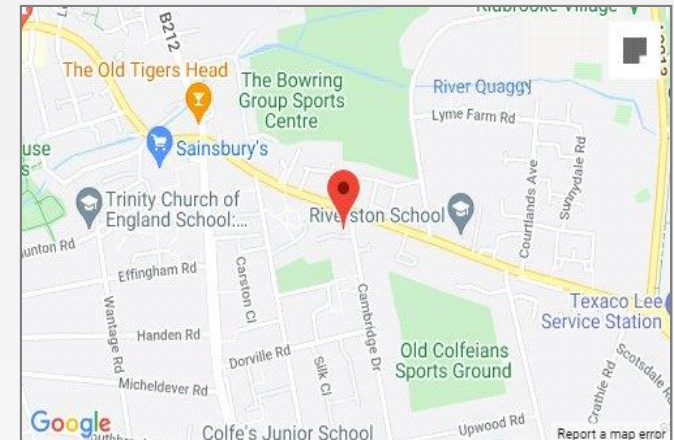 Kidbrooke Village
B212
The Old Tigers Head
The Bowring
Group Sports
Centre
River Quaggy
Lyme Farm Rd
use
s
Sainsbury's
Courtlands Ave
Sunnydale Rd
Trinity Church of
England School:...
Riverston School
unton Rd
Effingham Rd
Wantage Rd
Carston Cl
Cambridge Dr
Texaco Lee
Service Station
Handen Rd
Dorville Rd
Silk Cl
Old Colfeians
Sports Ground
Scotsdale R
Crathie Rd
Micheldever Rd
Google
Colfe's Junior School
Upwood Rd
Report a map error